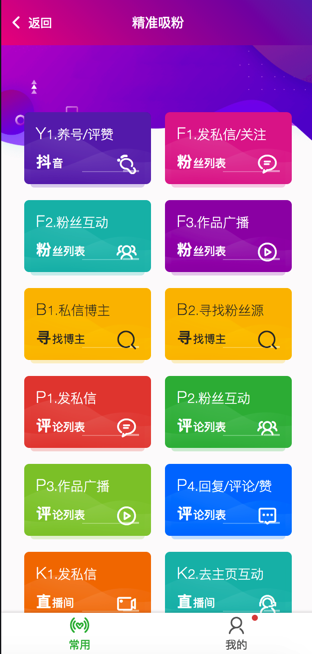 返回
精准吸粉
Y1.养号/评赞
抖音
F1.发私信/关注
粉丝列表
F2.粉丝互动
粉丝列表
F3.作品广播
粉丝列表
B1.私信博主
寻找博主
B2.寻找粉丝源
寻找博主
P1.发私信
评论列表
P2.粉丝互动
评论列表
P3.作品广播
评论列表
P4.回复/评论/赞
评论列表
K1.发私信
直播间
K2.去主页互动
直播间
常用
我的